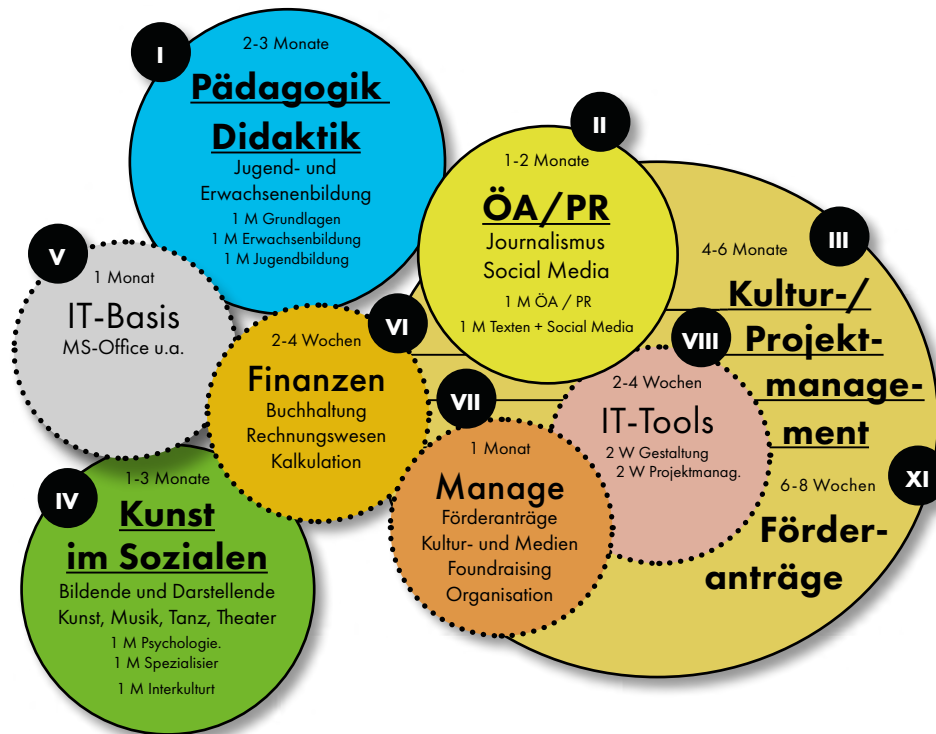 I
2-3 Monate
Pädagogik
Didaktik
Jugend- und
Erwachsenenbildung
1 M Grundlagen
1 M Erwachsenbildung
1 M Jugendbildung
II
1-2 Monate
ÖA/PR
Journalismus
Social Media
1 M ÖA / PR
1 M Texten + Social Media
III
4-6 Monate
Kultur-/
Projekt-
manage-
ment
V
1 Monat
IT-Basis
MS-Office u.a.
VI
2-4 Wochen
Finanzen
Buchhaltung
Rechnungswesen
Kalkulation
VIII
2-4 Wochen
IT-Tools
2 W Gestaltung
2 W Projektmanag.
VII
1 Monat
Manage
Förderanträge
Kultur- und Medien
Foundraising
Organisation
XI
6-8 Wochen
Förder-
anträge
IV
1-3 Monate
Kunst
im Sozialen
Bildende und Darstellende
Kunst, Musik, Tanz, Theater
1 M Psychologie.
1 M Spezialisier
1 M Interkulturt